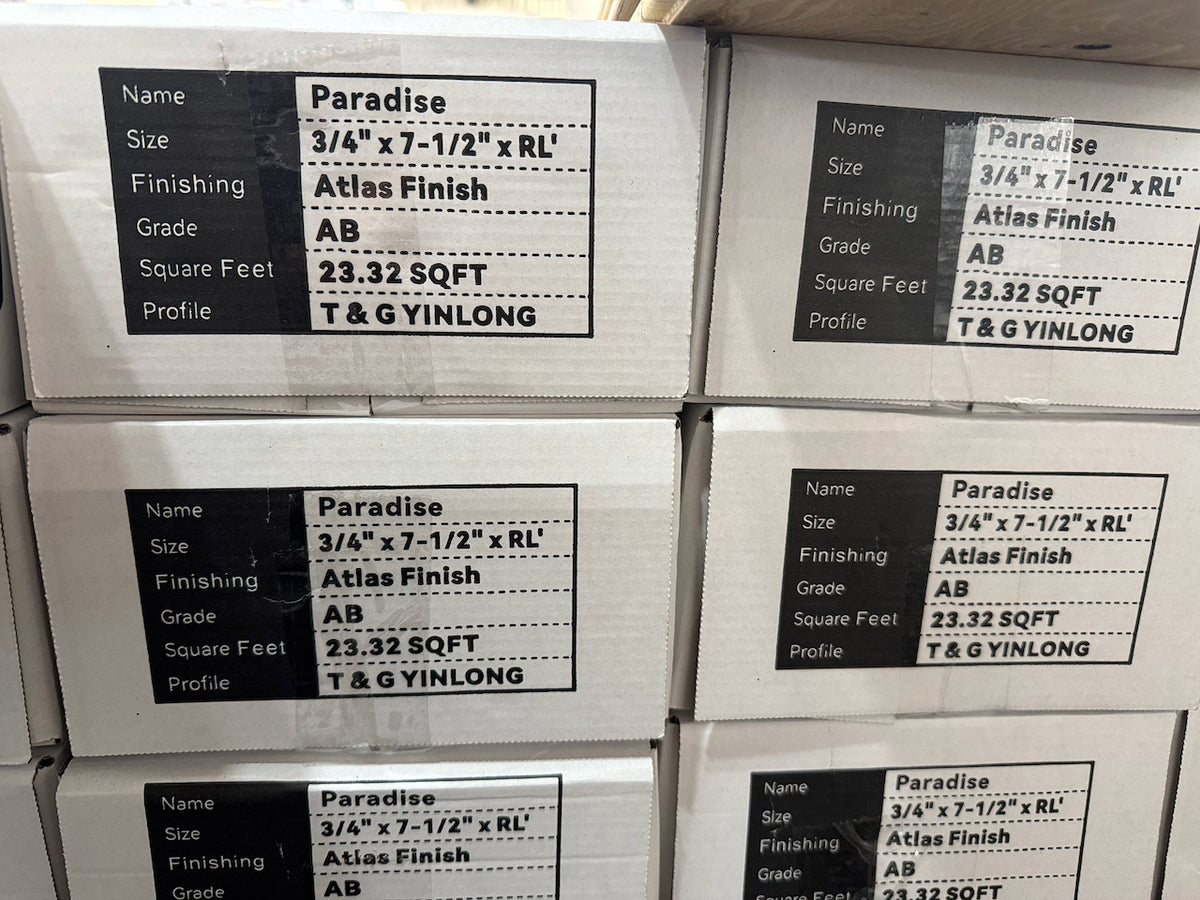 Name Paradise
Size 3/4" x 7-1/2" x RL'
Finishing Atlas Finish
Grade AB
Square Feet 23.32 SQFT
Profile T & G YINLONG
Name Paradise
Size 3/4" x 7-1/2" x RL'
Finishing Atlas Finish
Grade AB
Square Feet 23.32 SQFT
Profile T & G YINLONG
Name Paradise
Size 3/4" x 7-1/2" x RL'
Finishing Atlas Finish
Grade AB
Square Feet 23.32 SQFT
Profile T & G YINLONG
Name Paradise
Size 3/4" x 7-1/2" x RL'
Finishing Atlas Finish
Grade AB
Square Feet 23.32 SQFT
Profile T & G YINLONG
Name Paradise
Size 3/4" x 7-1/2" x RL'
Finishing Atlas Finish
Grade AB
Name Paradise
Size 3/4" x 7-1/2" x RL'
Finishing Atlas Finish
Grade AB
Square Feet 23.32 SQFT